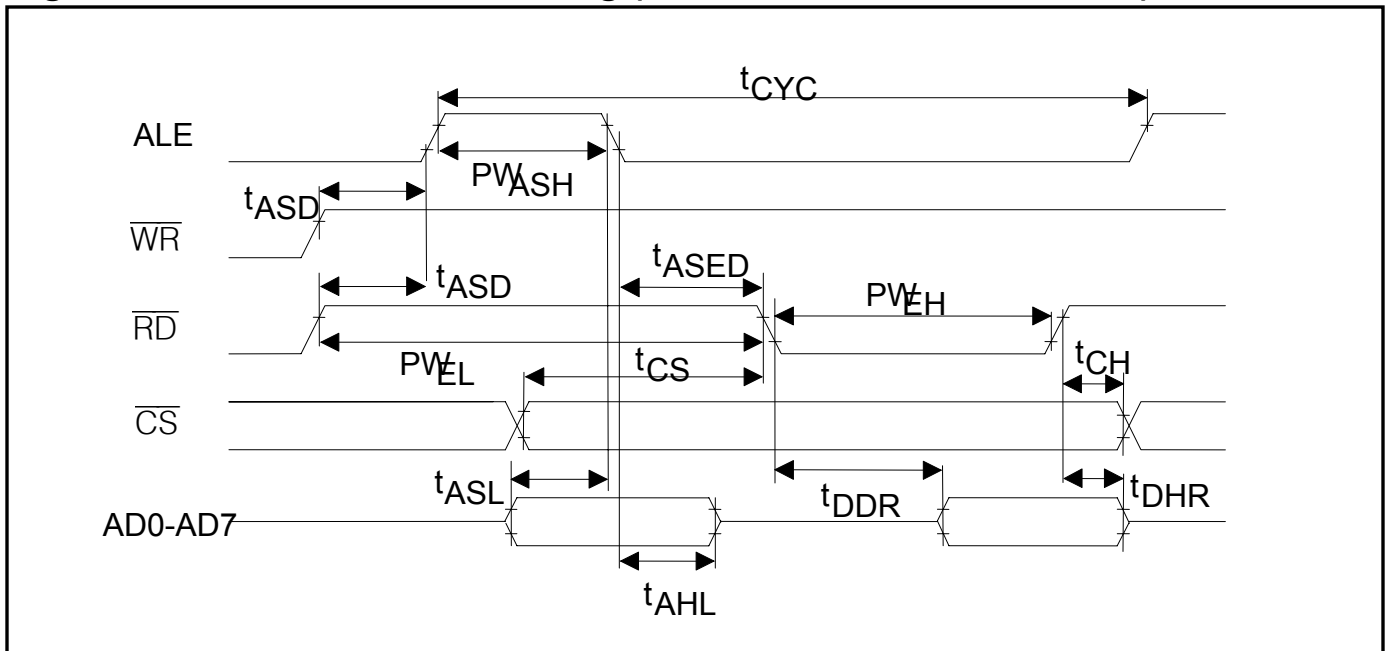 tCYC
ALE
PWASH
tASD
WR
tASED
tASD
PWEH
RD
tCS
tCH
PWEL
CS
tASL
tDDR
tDHR
AD0-AD7
tAHL